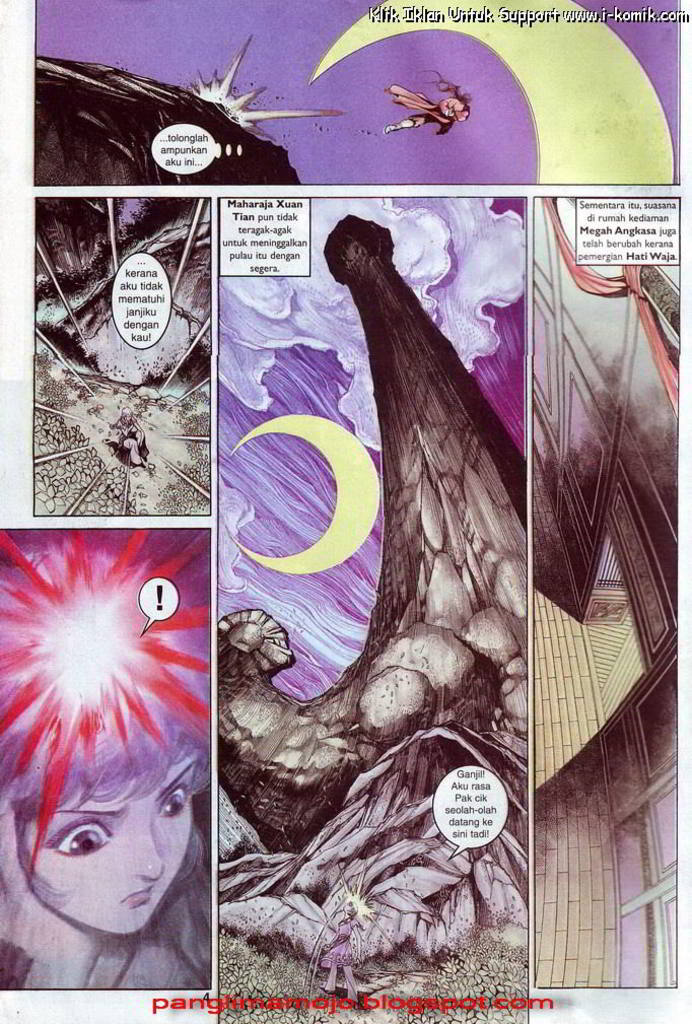 Klik Iklan Untuk Support www.i-komik.com
...tolonglah
ampunkan
aku ini...
...
...
kerana
aku tidak
mematuhi
janjiku
dengan
kau!
Maharaja Xuan
Tian pun tidak
teragak-agak
untuk meninggalkan
pulau itu dengan
segera.
Sementara itu, suasana
di rumah kediaman
Megah Angkasa juga
telah berubah kerana
pemergian Hati Waja.
!
Ganjil!
Aku rasa
Pak cik
seolah-olah
datang ke
sini tadi!
4
panglimamojo.blogspot.com